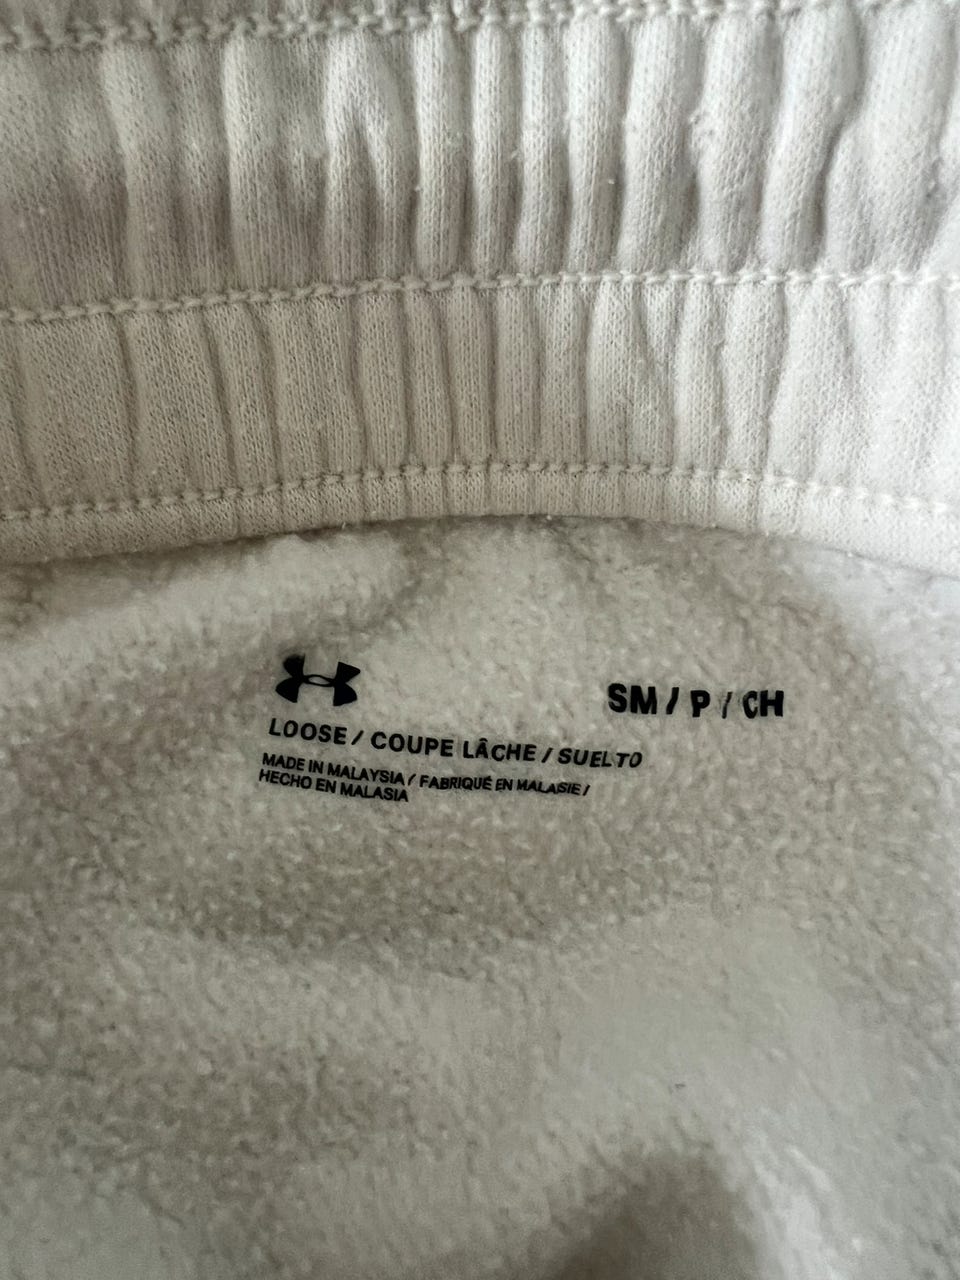 SM / P / CH
LOOSE / COUPE LÂCHE / SUELTO
MADE IN MALAYSIA / FABRIQUÉ EN MALAISIE /
HECHO EN MALASIA